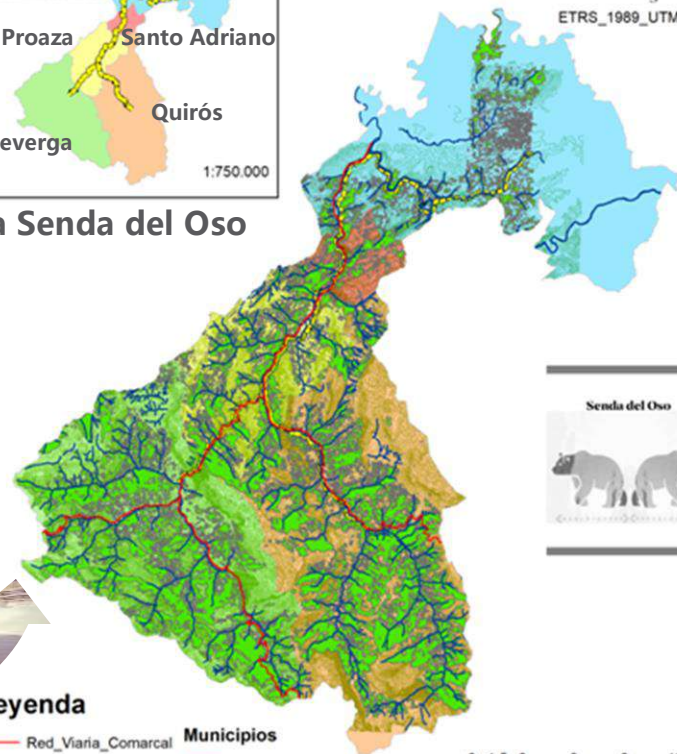 ETRS_1989_UTM
Proaza
Santo Adriano
Quirós
everga
1:750.000
a Senda del Oso
Senda del Oso
eyenda
Red_Viaria_Comarcal
Municipios